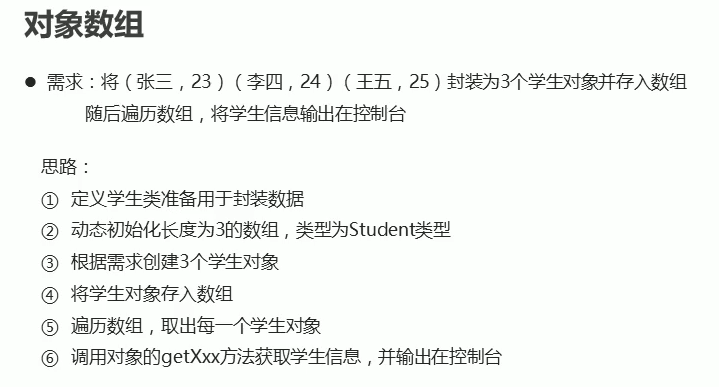 对象数组
● 需求：将（张三，23）（李四，24）（王五，25）封装为3个学生对象并存入数组
随后遍历数组，将学生信息输出在控制台
思路：
① 定义学生类准备用于封装数据
② 动态初始化长度为3的数组，类型为Student类型
③ 根据需求创建3个学生对象
④ 将学生对象存入数组
⑤ 遍历数组，取出每一个学生对象
⑥ 调用对象的getXxx方法获取学生信息，并输出在控制台